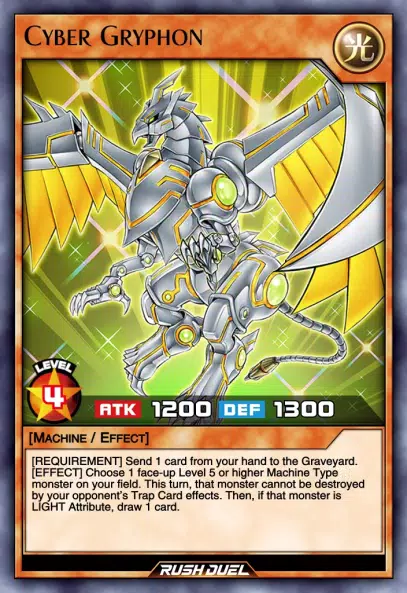 CYBER GRYPHON
光
LEVEL
4
ATK 1200 DEF 1300
[MACHINE / EFFECT]
[REQUIREMENT] Send 1 card from your hand to the Graveyard.
[EFFECT] Choose 1 face-up Level 5 or higher Machine Type
monster on your field. This turn, that monster cannot be destroyed
by your opponent's Trap Card effects. Then, if that monster is
LIGHT Attribute, draw 1 card.
RUSH DUEL